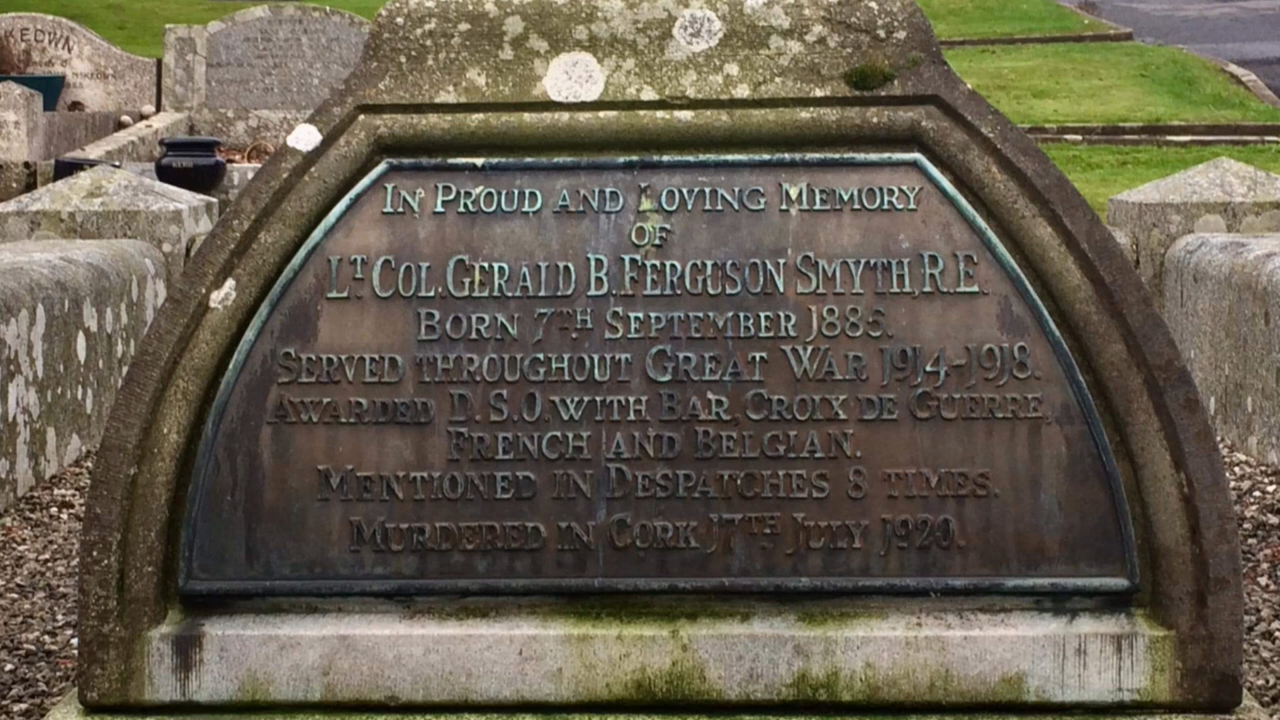 KEOWN
IN PROUD AND LOVING MEMORY
OF
LT COL. GERALD B. FERGUSON SMYTH, R.E.
BORN 7TH SEPTEMBER 1885.
SERVED THROUGHOUT GREAT WAR 1914-1918.
AWARDED D.S.O. WITH BAR, CROIX DE GUERRE,
FRENCH AND BELGIAN.
MENTIONED IN DESPATCHES 8 TIMES.
MURDERED IN CORK 17TH JULY 1920.